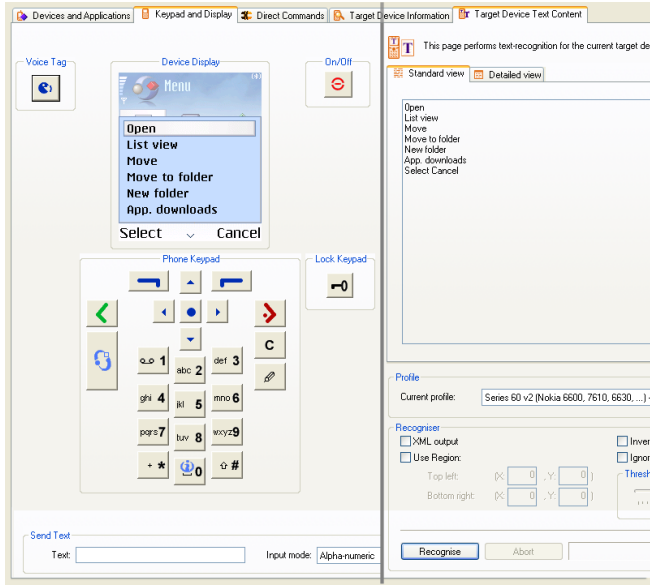 Devices and Applications
Keypad and Display
Direct Commands
Target Device Information
Target Device Text Content
Voice Tag
Device Display
On/Off
Menu
Open
List view
Move
Move to folder
New folder
App. downloads
Select
Cancel
Phone Keypad
Lock Keypad
C
1
abc 2
def 3
ghi 4
jkl 5
mno 6
pqrs 7
tuv 8
wxyz 9
+ *
0
#
Send Text
Text:
Input mode:
Alpha-numeric
This page performs text-recognition for the current target de
Standard view
Detailed view
Open
List view
Move
Move to folder
New folder
App. downloads
Select Cancel
Profile
Current profile:
Series 60 v2 (Nokia 6600, 7610, 6630, ...) -
Recogniser
XML output
Inver
Use Region:
Ignor
Top left:
(X: 0 , Y: 0 )
Thresh
Bottom right:
(X: 0 , Y: 0 )
Recognise
Abort